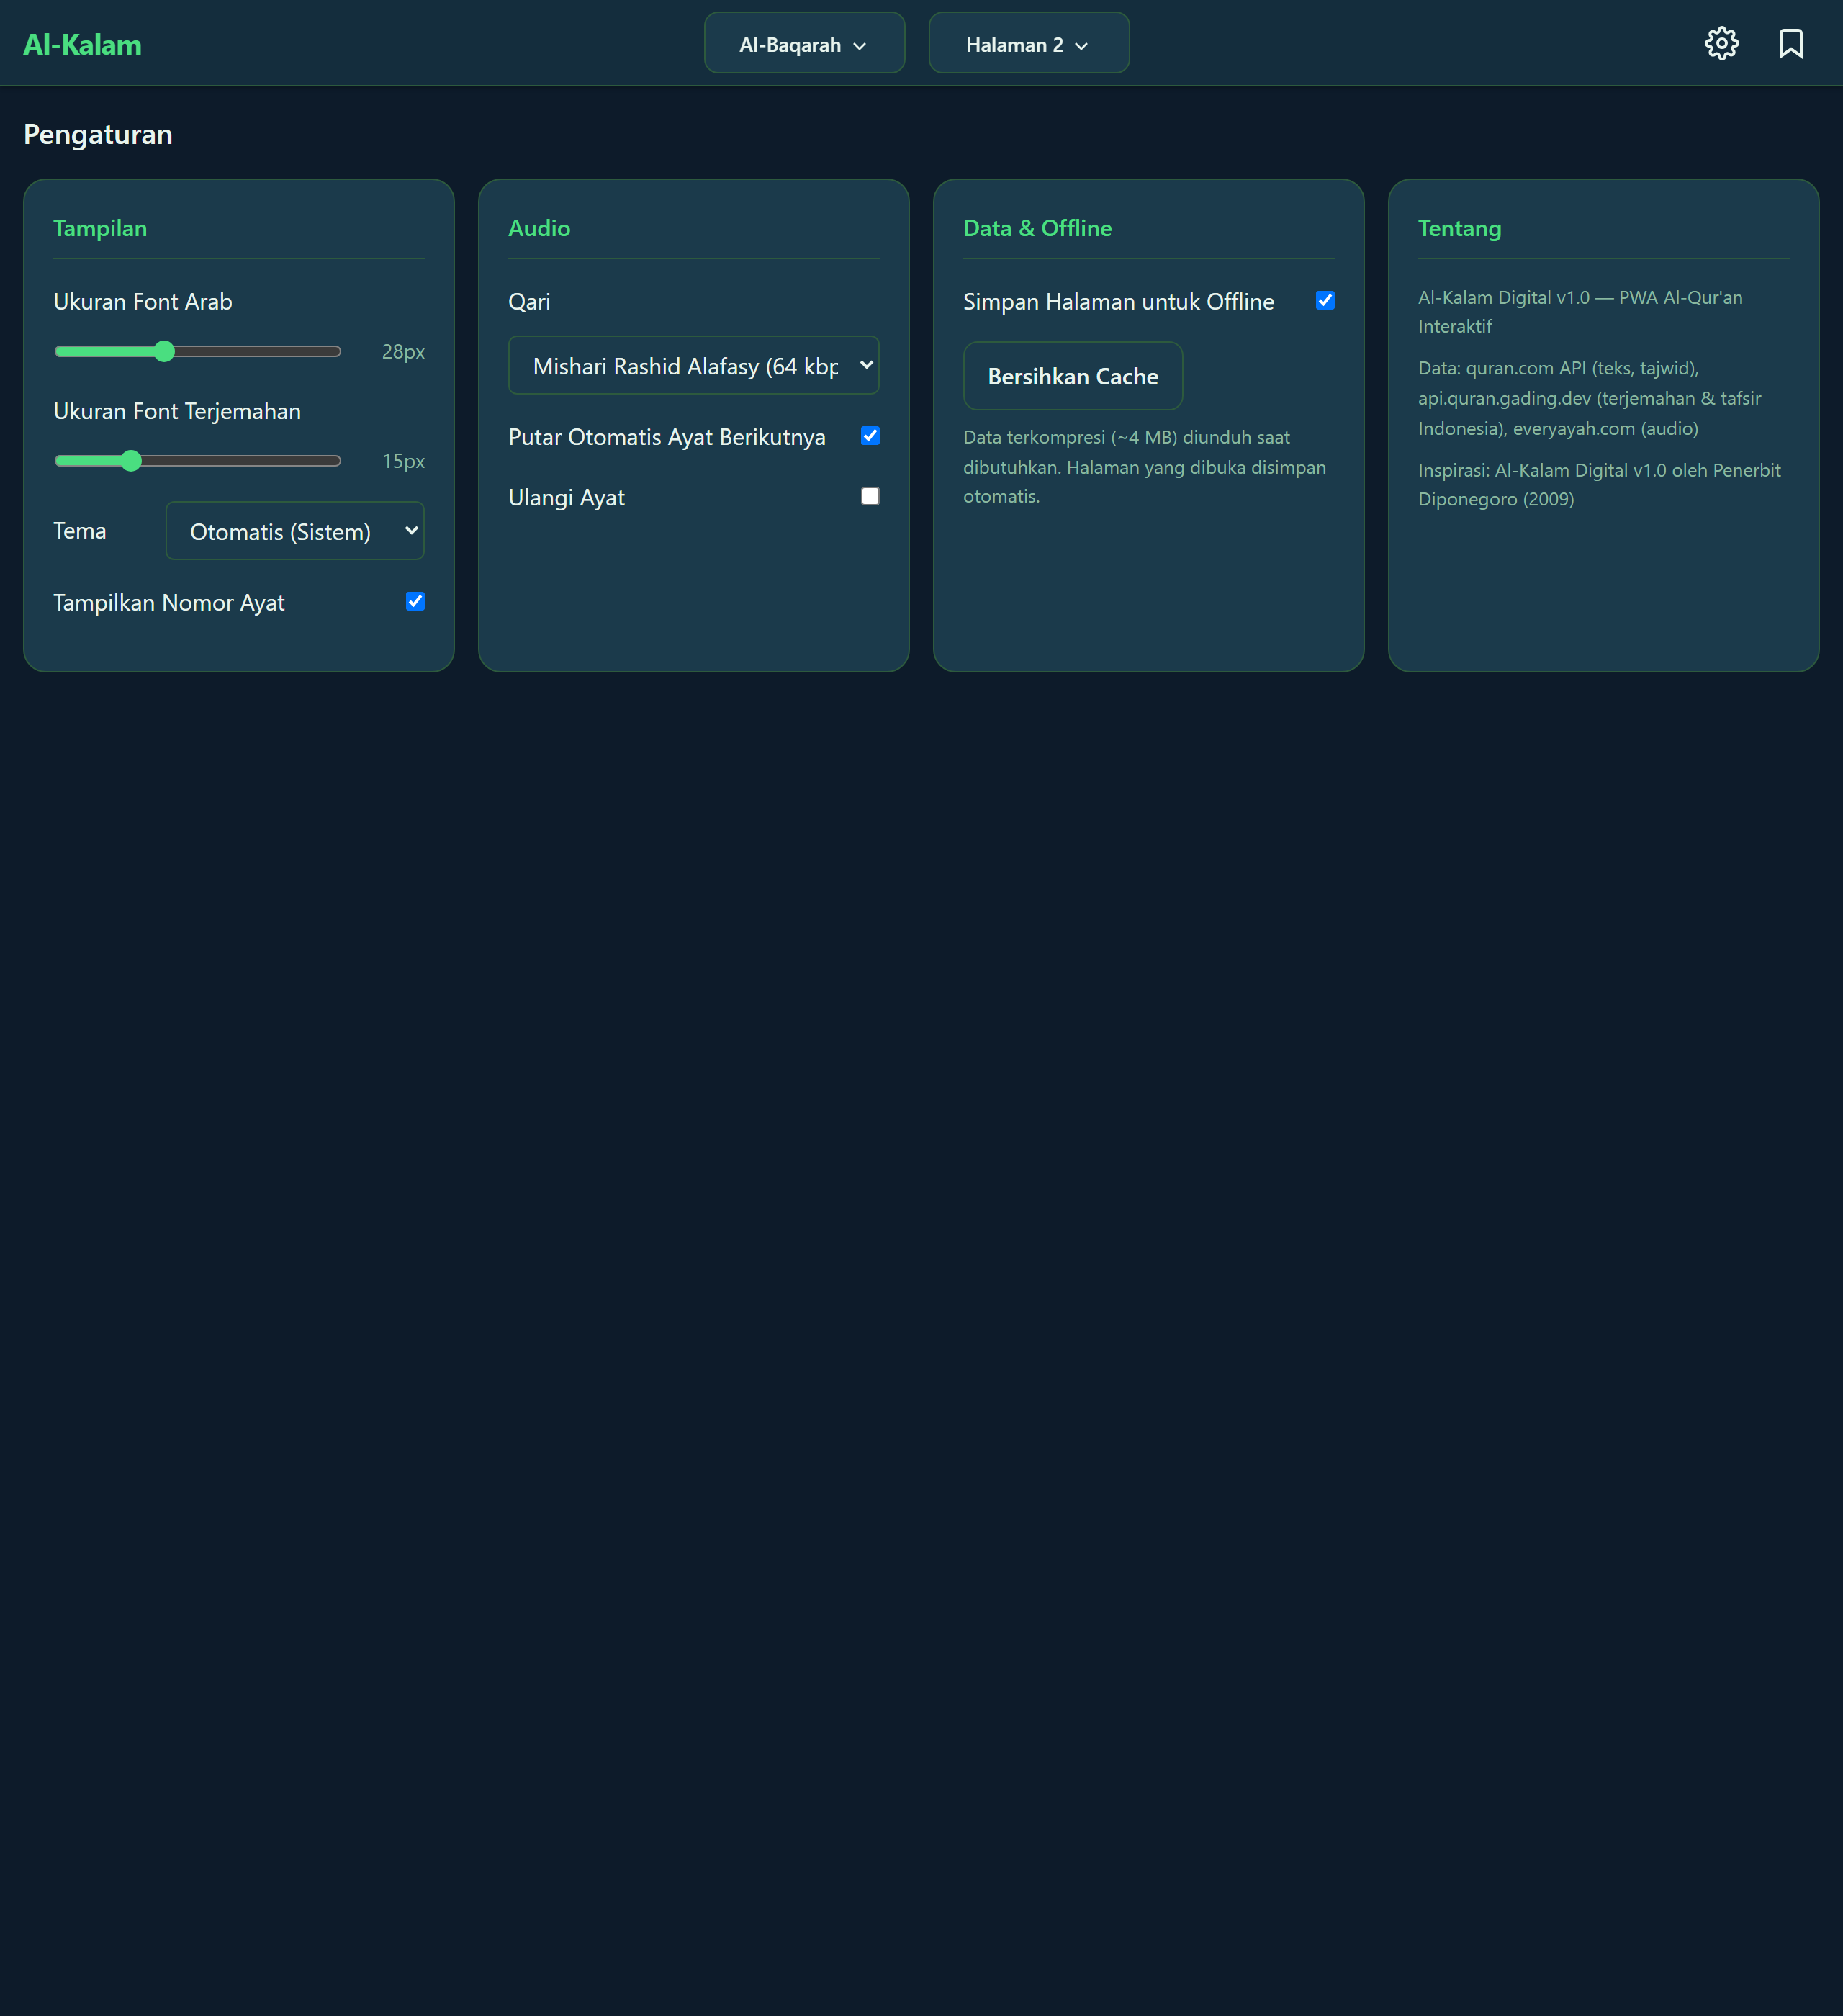 Al-Kalam
Al-Baqarah
Halaman 2
Pengaturan
Tampilan
Ukuran Font Arab
28px
Ukuran Font Terjemahan
15px
Tema
Otomatis (Sistem)
Tampilkan Nomor Ayat
Audio
Qari
Mishari Rashid Alafasy (64 kbp
Putar Otomatis Ayat Berikutnya
Ulangi Ayat
Data & Offline
Simpan Halaman untuk Offline
Bersihkan Cache
Data terkompresi (~4 MB) diunduh saat
dibutuhkan. Halaman yang dibuka disimpan
otomatis.
Tentang
Al-Kalam Digital v1.0 — PWA Al-Qur'an
Interaktif
Data: quran.com API (teks, tajwid),
api.quran.gading.dev (terjemahan & tafsir
Indonesia), everyayah.com (audio)
Inspirasi: Al-Kalam Digital v1.0 oleh Penerbit
Diponegoro (2009)